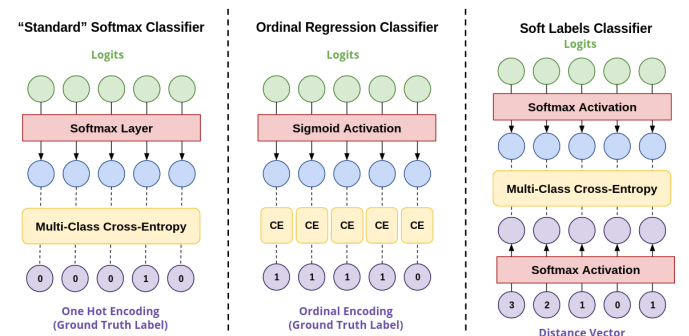 “Standard” Softmax Classifier
Logits
Softmax Layer
Multi-Class Cross-Entropy
0 0 0 1 0
One Hot Encoding
(Ground Truth Label)
Ordinal Regression Classifier
Logits
Sigmoid Activation
CE CE CE CE CE
1 1 1 1 0
Ordinal Encoding
(Ground Truth Label)
Soft Labels Classifier
Logits
Softmax Activation
Multi-Class Cross-Entropy
Softmax Activation
3 2 1 0 1
Distance Vector